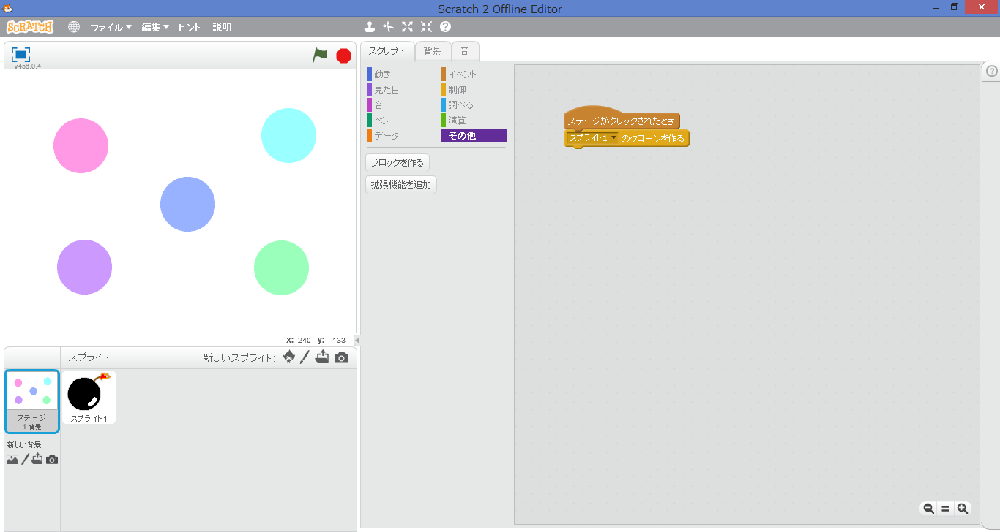 Scratch 2 Offline Editor
SCRATCH ファイル 編集 ヒント 説明
v456.0.4
スクリプト 背景 音
動き イベント
見た目 制御
音 調べる
ペン 演算
データ その他
ブロックを作る
拡張機能を追加
ステージがクリックされたとき
スプライト1 のクローンを作る
x: 240 y: -133
スプライト 新しいスプライト:
ステージ
1 背景
スプライト1
新しい背景: